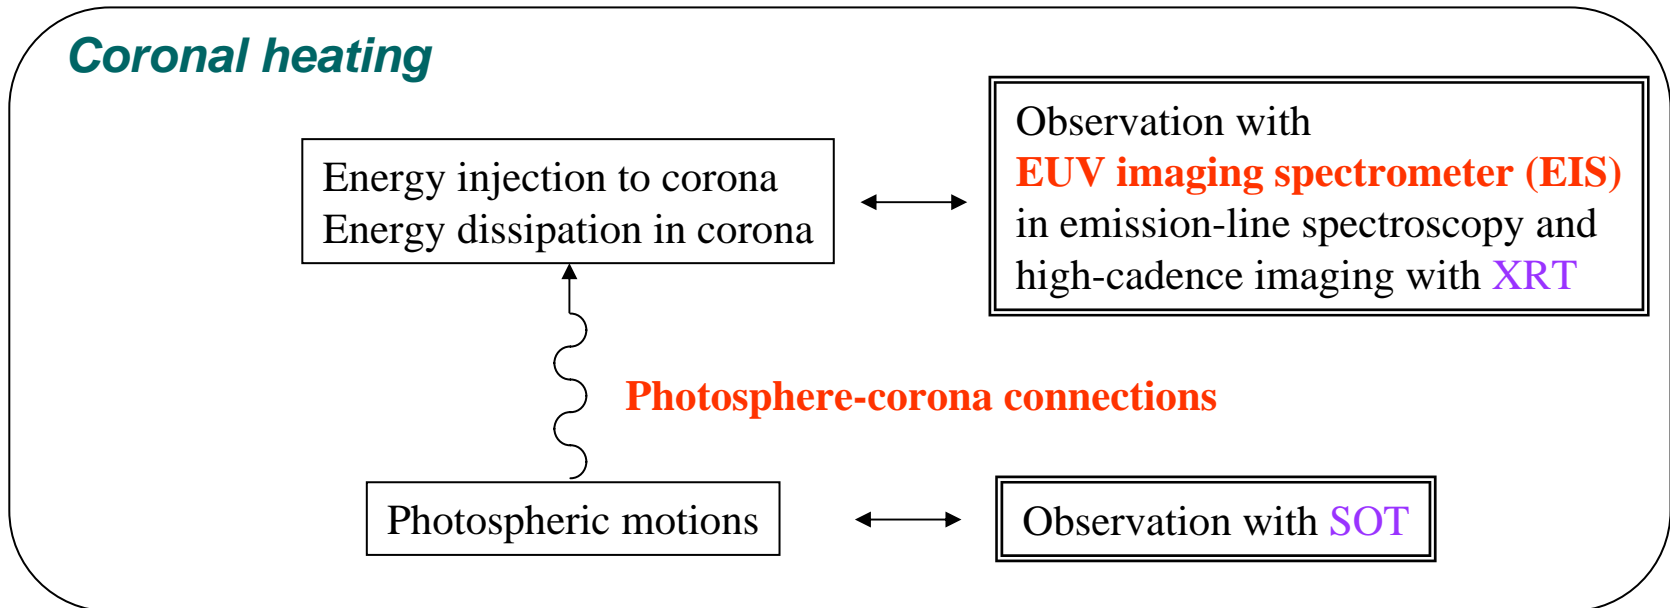 Coronal heating
Energy injection to corona
Energy dissipation in corona
Observation with
EUV imaging spectrometer (EIS)
in emission-line spectroscopy and
high-cadence imaging with XRT
Photosphere-corona connections
Photospheric motions
Observation with SOT